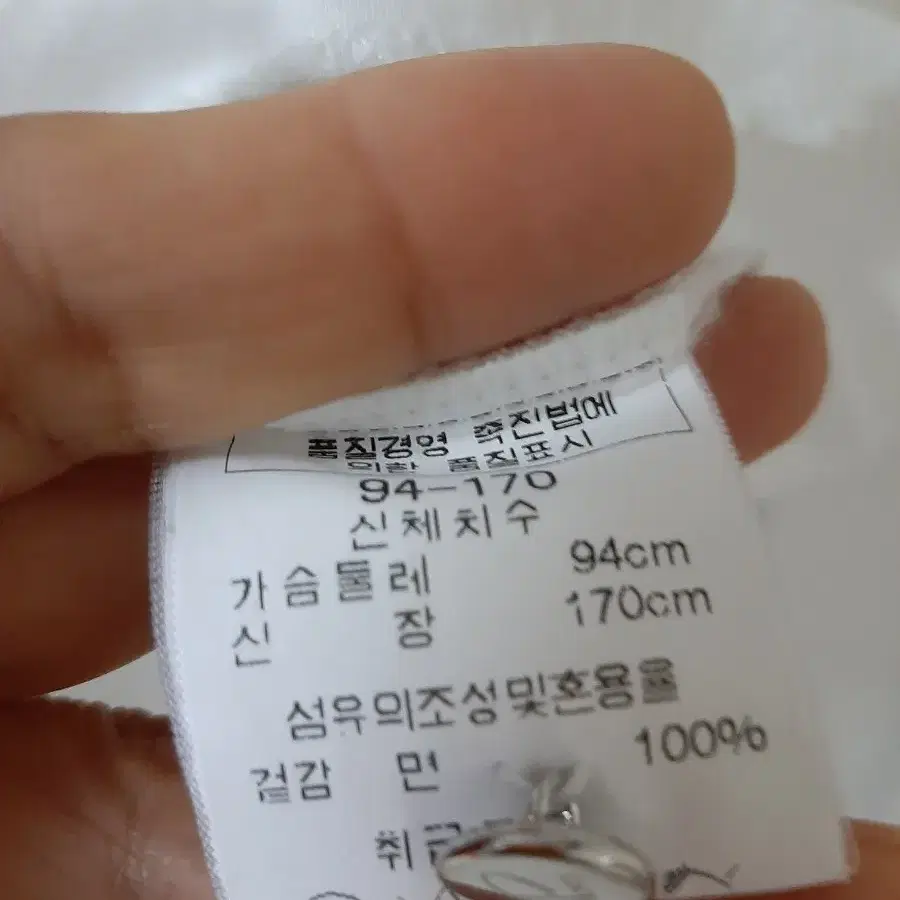 품질경영 촉진법에
의한 품질표시
94-170
신체치수
가슴둘레 94cm
신 장 170cm
섬유의조성및혼용율
겉감 면 100%
취급